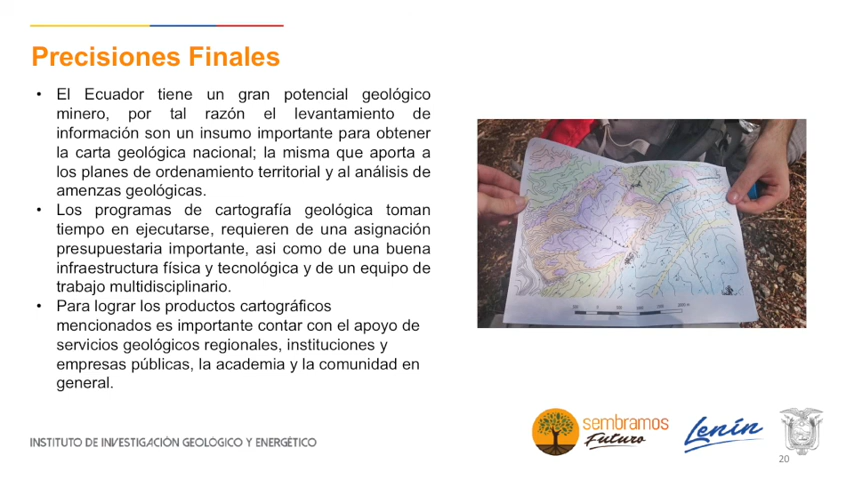 Precisiones Finales
• El Ecuador tiene un gran potencial geológico
minero, por tal razón el levantamiento de
información son un insumo importante para obtener
la carta geológica nacional; la misma que aporta a
los planes de ordenamiento territorial y al análisis de
amenzas geológicas.
• Los programas de cartografía geológica toman
tiempo en ejecutarse, requieren de una asignación
presupuestaria importante, asi como de una buena
infraestructura física y tecnológica y de un equipo de
trabajo multidisciplinario.
• Para lograr los productos cartográficos
mencionados es importante contar con el apoyo de
servicios geológicos regionales, instituciones y
empresas públicas, la academia y la comunidad en
general.
INSTITUTO DE INVESTIGACIÓN GEOLÓGICO Y ENERGÉTICO
sembramos
Futuro
Lenín
20